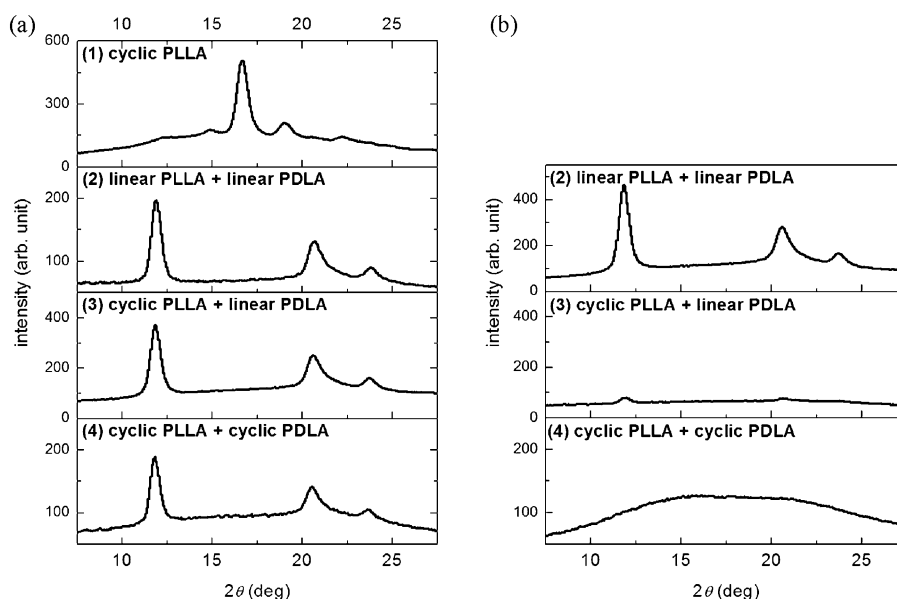 (a)
10 15 20 25
600
450
300
150
0
(1) cyclic PLLA
200
100
(2) linear PLLA + linear PDLA
400
200
0
(3) cyclic PLLA + linear PDLA
200
100
(4) cyclic PLLA + cyclic PDLA
10 15 20 25
2θ (deg)
intensity (arb. unit)
(b)
400
200
0
(2) linear PLLA + linear PDLA
400
200
0
(3) cyclic PLLA + linear PDLA
200
100
(4) cyclic PLLA + cyclic PDLA
10 15 20 25
2θ (deg)
intensity (arb. unit)